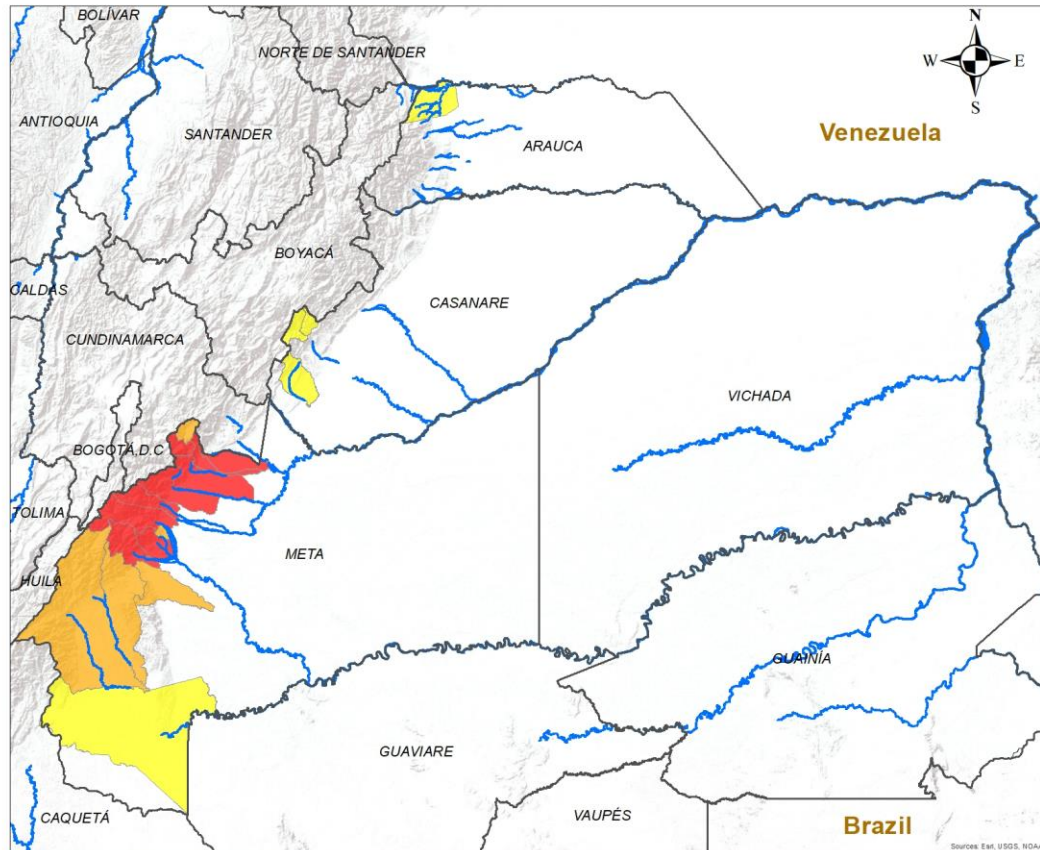 BOLÍVAR
NORTE DE SANTANDER
N
W
E
S
ANTIOQUIA
SANTANDER
ARAUCA
Venezuela
BOYACÁ
CALDAS
CASANARE
CUNDINAMARCA
VICHADA
BOGOTÁ, D.C
TOLIMA
META
HUILA
GUAINÍA
GUAVIARE
CAQUETÁ
VAUPÉS
Brazil
Sources: Esri, USGS, NOAA